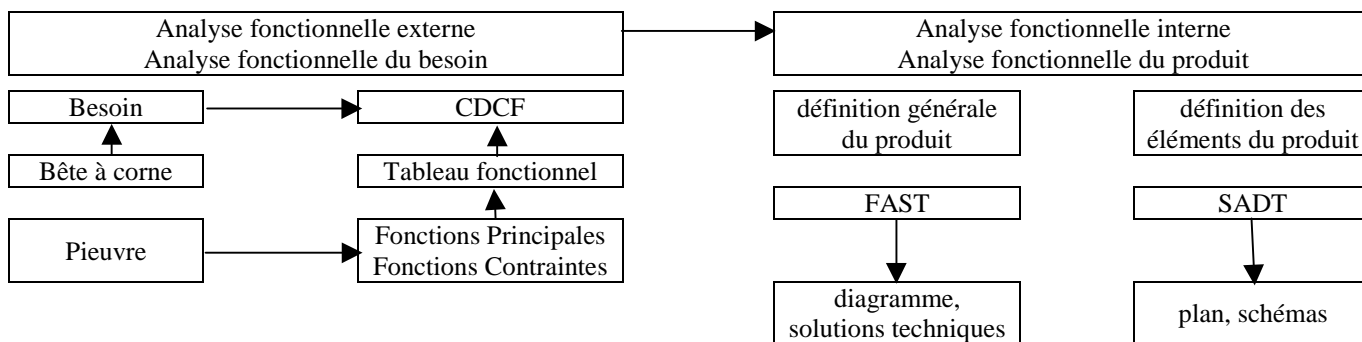 Analyse fonctionnelle externe
Analyse fonctionnelle du besoin
Analyse fonctionnelle interne
Analyse fonctionnelle du produit
Besoin
CDCF
définition générale
du produit
définition des
éléments du produit
Bête à corne
Tableau fonctionnel
FAST
SADT
Pieuvre
Fonctions Principales
Fonctions Contraintes
diagramme,
solutions techniques
plan, schémas